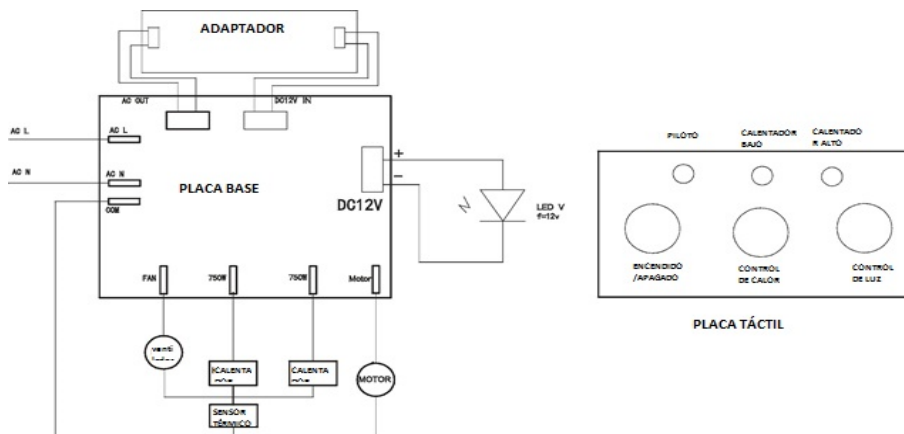 ADAPTADOR
AC OUT
DC12V IN
AC L
AC L
AC N
AC N
COM
PLACA BASE
+
−
DC12V
LED V
f=12v
FAN
750W
750W
Motor
MOTOR
SENSOR
TÉRMICO
PILOTO
CALENTADOR
BAJO
CALENTADO
R ALTO
ENCENDIDO
/APAGADO
CONTROL
DE CALOR
CONTROL
DE LUZ
PLACA TÁCTIL